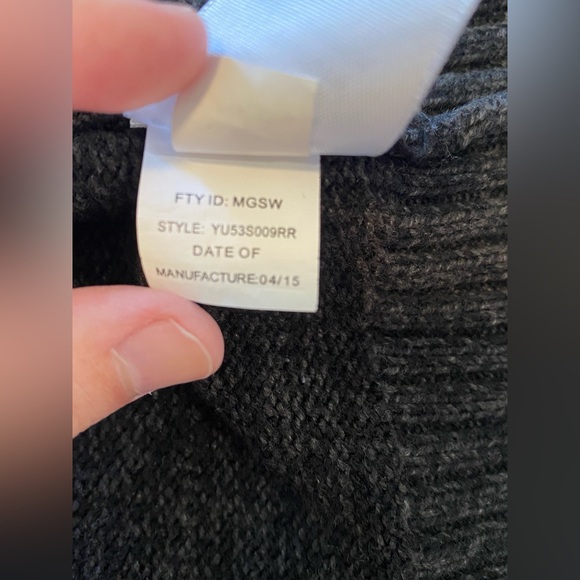 FTY ID: MGSW
STYLE: YU53S009RR
DATE OF
MANUFACTURE:04/15